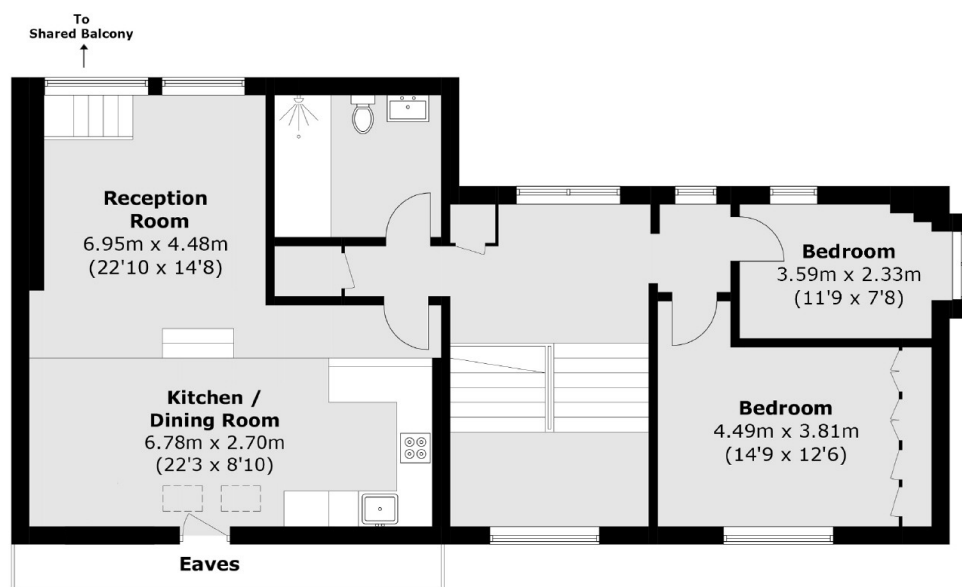 To
Shared Balcony
Reception
Room
6.95m x 4.48m
(22'10 x 14'8)
Bedroom
3.59m x 2.33m
(11'9 x 7'8)
Kitchen /
Dining Room
6.78m x 2.70m
(22'3 x 8'10)
Bedroom
4.49m x 3.81m
(14'9 x 12'6)
Eaves